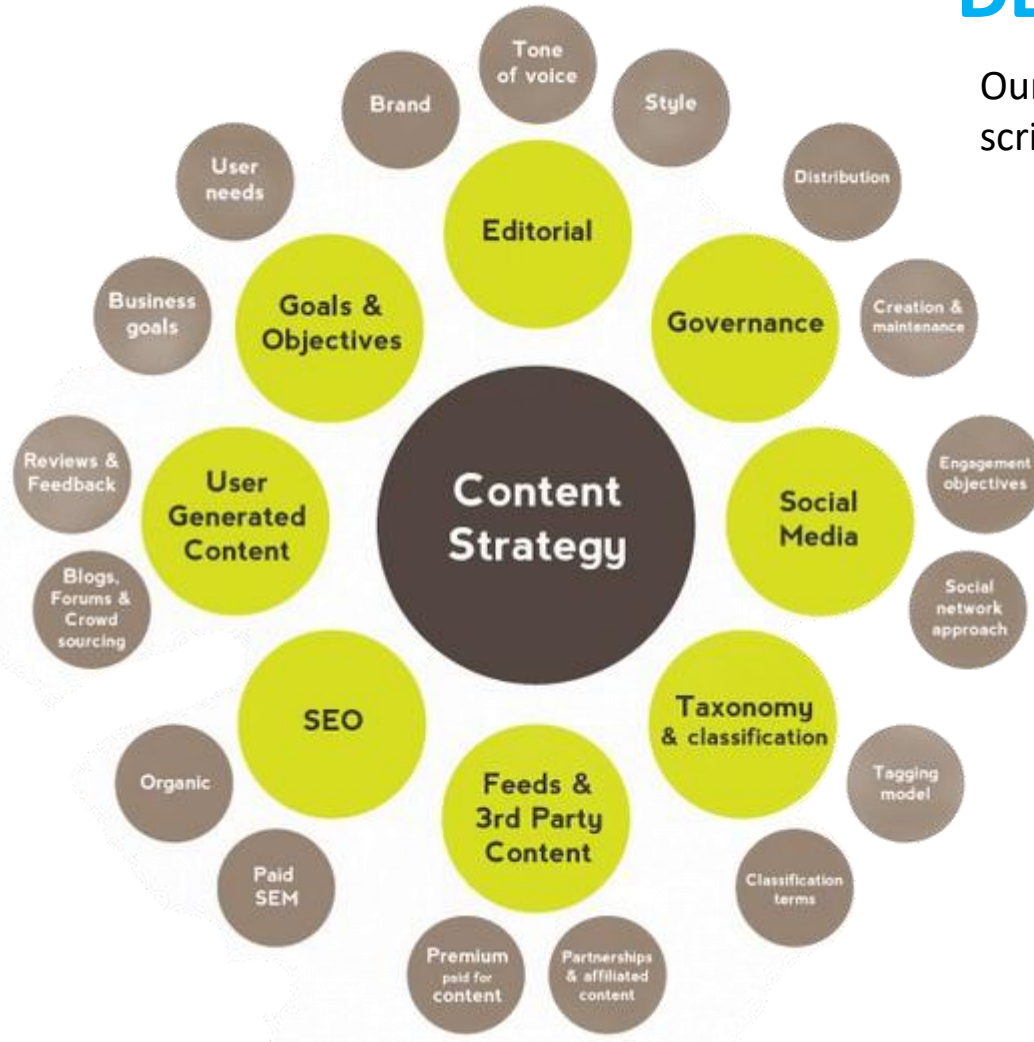 Tone
of voice
Brand
Style
User
needs
Distribution
Editorial
Business
goals
Goals &
Objectives
Governance
Creation &
maintenance
Reviews &
Feedback
User
Generated
Content
Content
Strategy
Social
Media
Engagement
objectives
Blogs,
Forums &
Crowd
sourcing
Social
network
approach
SEO
Taxonomy
& classification
Organic
Feeds &
3rd Party
Content
Tagging
model
Paid
SEM
Classification
terms
Premium
paid for
content
Partnerships
& affiliated
content